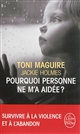 TONI MAGUIRE
JACKIE HOLMES
POURQUOI PERSONNE
NE M'A AIDÉE ?
SURVIVRE À LA VIOLENCE
ET À L'ABANDON